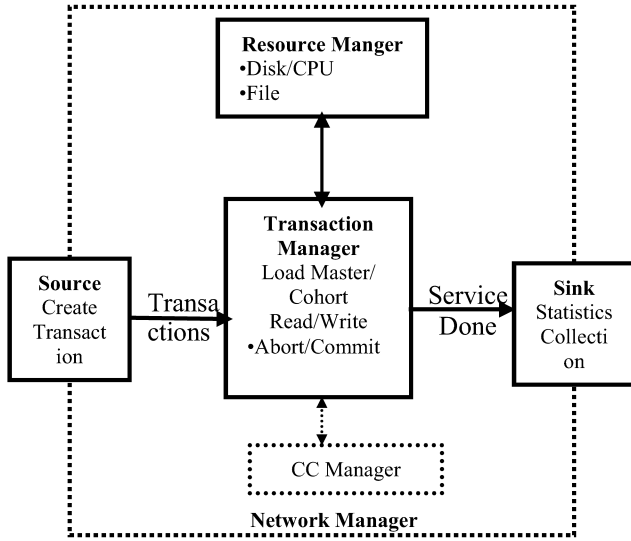 Resource Manger
•Disk/CPU
•File
Transaction
Manager
Load Master/
Cohort
Read/Write
•Abort/Commit
Source
Create
Transact
ion
Transa
ctions
Service
Done
Sink
Statistics
Collecti
on
CC Manager
Network Manager